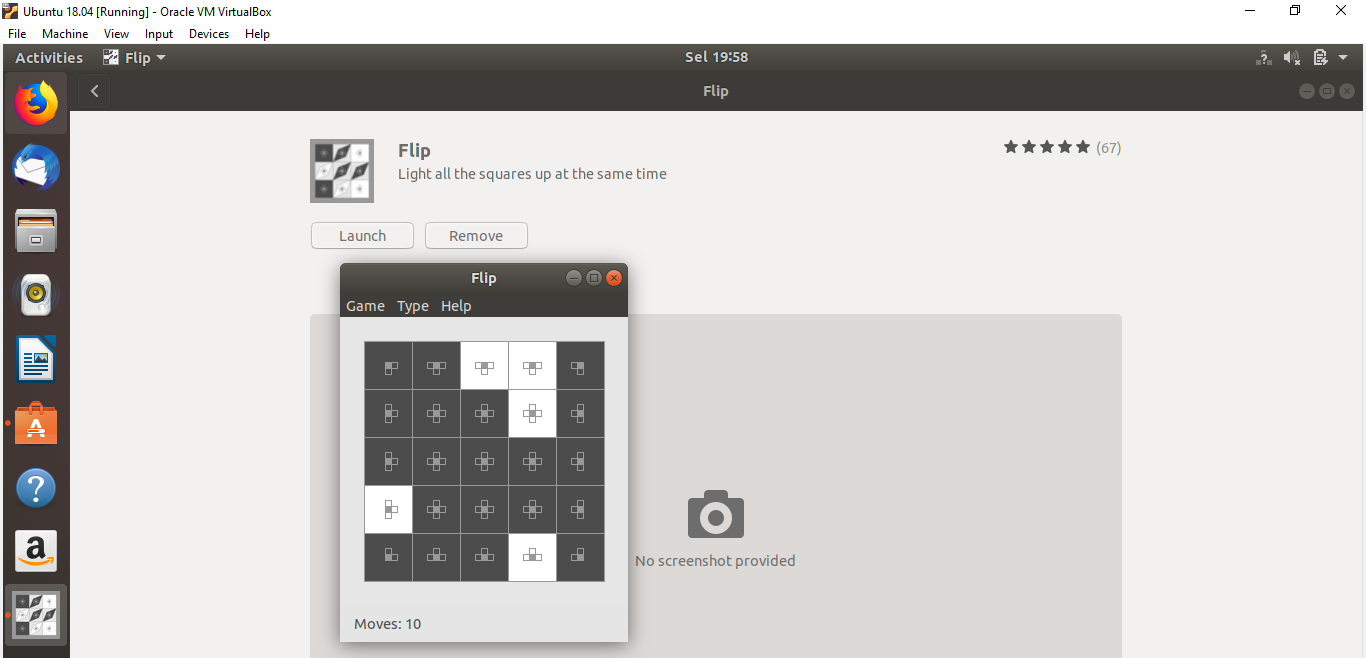 Ubuntu 18.04 [Running] - Oracle VM VirtualBox
File Machine View Input Devices Help
Activities Flip Sel 19:58
Flip
Flip
Light all the squares up at the same time
(67)
Launch Remove
Flip
Game Type Help
No screenshot provided
Moves: 10